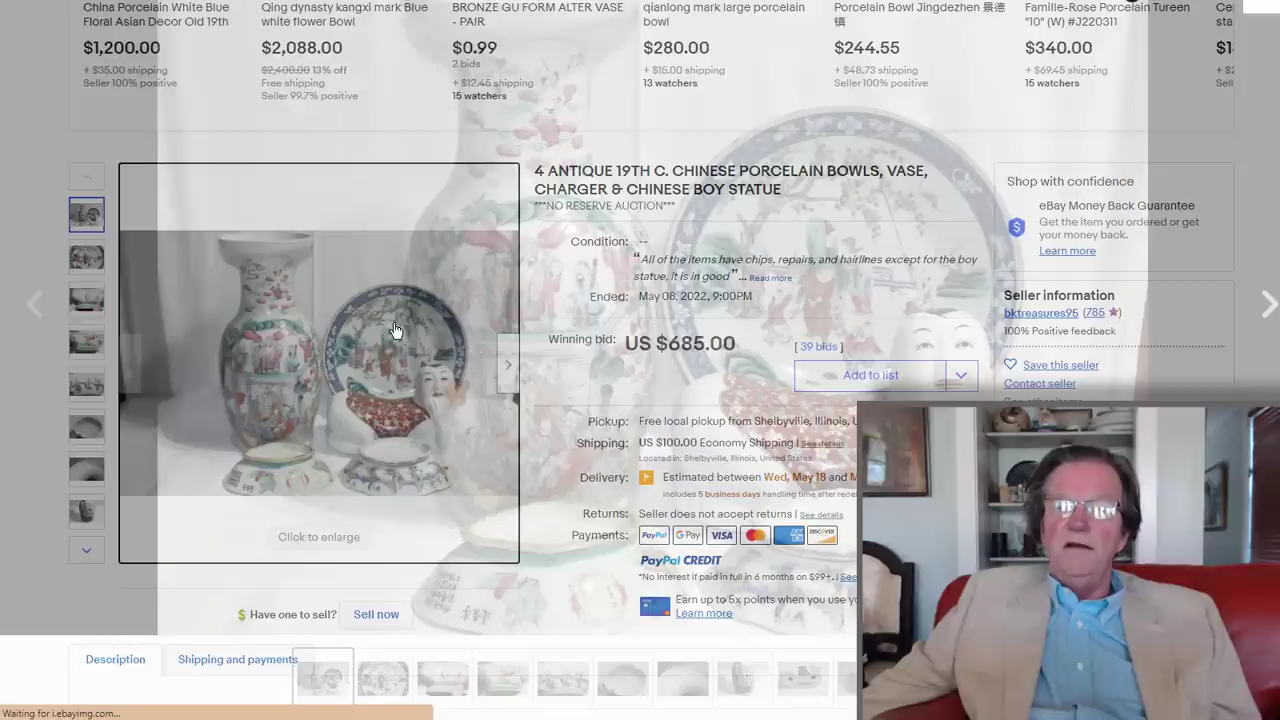 China Porcelain White Blue
Floral Asian Decor Old 19th
$1,200.00
+ $35.00 shipping
Seller 100% positive
Qing dynasty kangxi mark Blue
white flower Bowl
$2,088.00
$2,400.00 13% off
Free shipping
Seller 99.7% positive
BRONZE GU FORM ALTER VASE
- PAIR
$0.99
2 bids
+ $12.45 shipping
15 watchers
qianlong mark large porcelain
bowl
$280.00
+ $15.00 shipping
13 watchers
Porcelain Bowl Jingdezhen 景德
镇
$244.55
+ $48.73 shipping
Seller 100% positive
Famille-Rose Porcelain Tureen
"10" (W) #J220311
$340.00
+ $69.45 shipping
15 watchers
4 ANTIQUE 19TH C. CHINESE PORCELAIN BOWLS, VASE,
CHARGER & CHINESE BOY STATUE
***NO RESERVE AUCTION***
Condition: --
“All of the items have chips, repairs, and hairlines except for the boy
statue, it is in good”... Read more
Ended: May 08, 2022, 9:00PM
Winning bid: US $685.00 [ 39 bids ]
Add to list
Pickup: Free local pickup from Shelbyville, Illinois,
Shipping: US $100.00 Economy Shipping | See details
Located in: Shelbyville, Illinois, United States
Delivery: Estimated between Wed, May 18 and
Includes 5 business days handling time after
Returns: Seller does not accept returns | See details
Payments: PayPal G Pay VISA DISCOVER
PayPal CREDIT
*No Interest if paid in full in 6 months on $99+. | See
Earn up to 5x points when you use
Learn more
Shop with confidence
eBay Money Back Guarantee
Get the item you ordered or get
your money back.
Learn more
Seller information
bktreasures95 (785 ★)
100% Positive feedback
Save this seller
Contact seller
Click to enlarge
Have one to sell? Sell now
Description
Shipping and payments
Waiting for i.ebayimg.com...